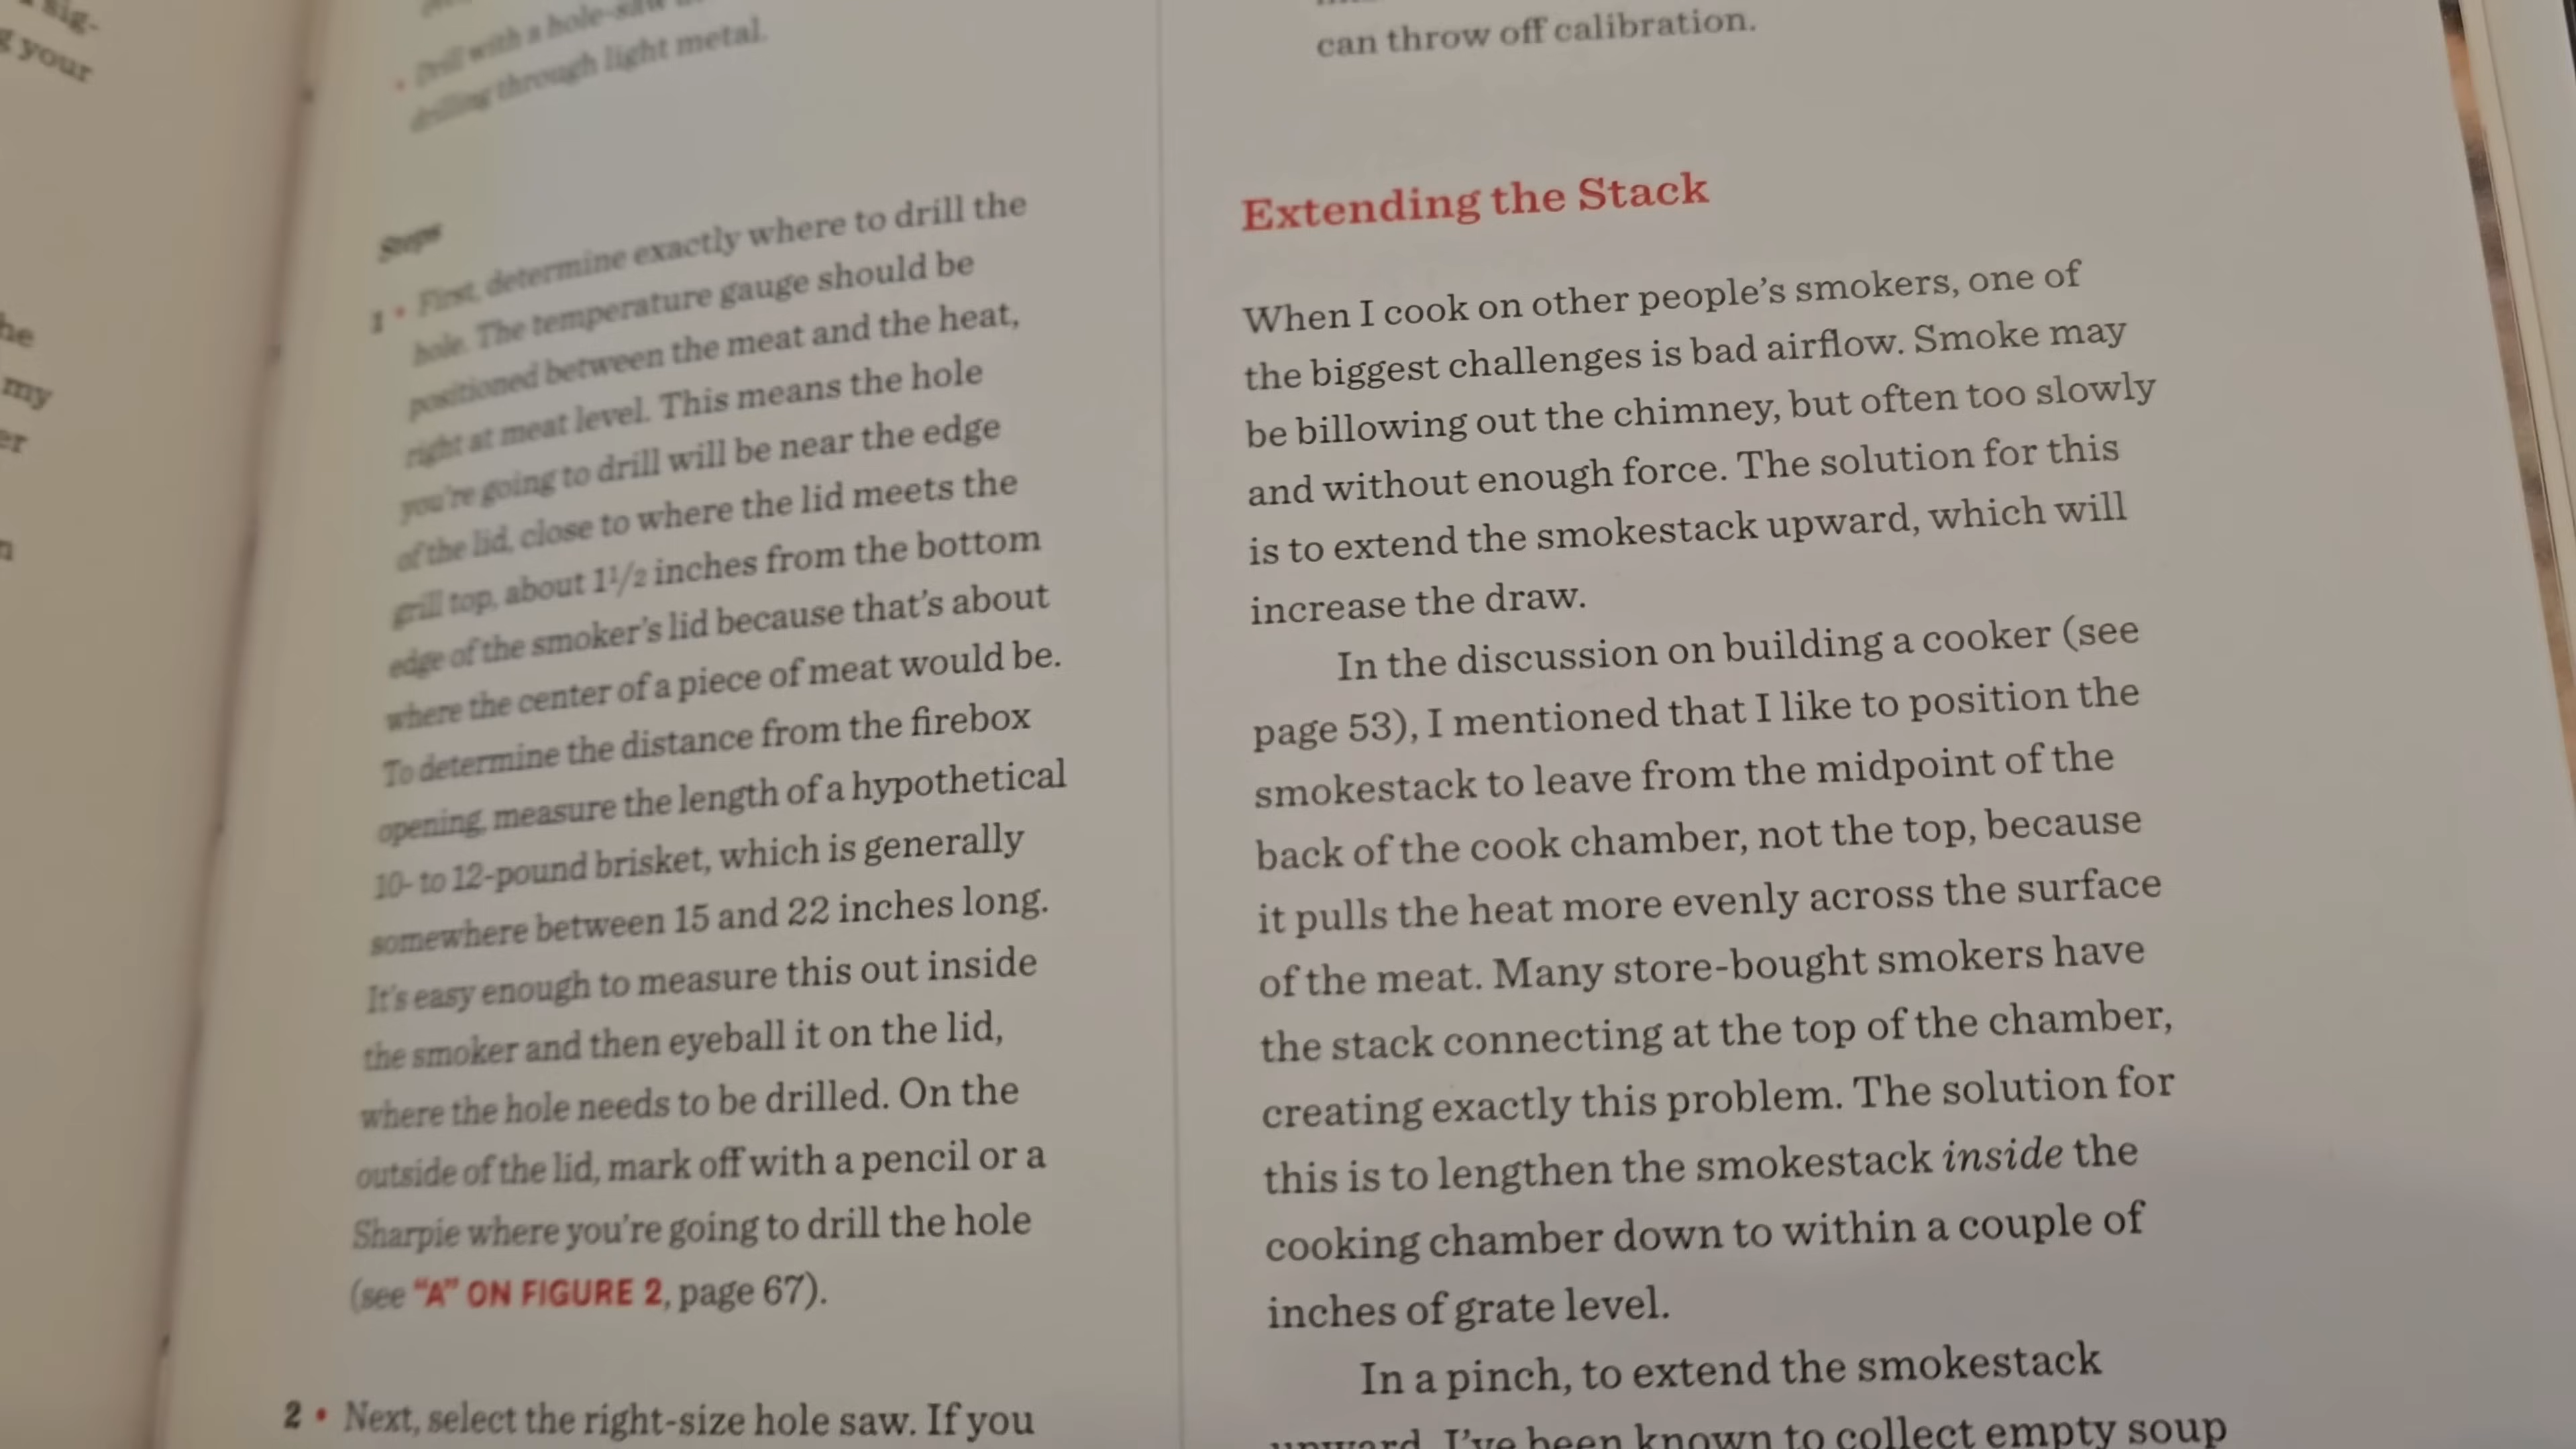 sig-
g your
he
my
er
n
• Drill with a hole-saw
drilling through light metal.
Steps
1 • First, determine exactly where to drill the
hole. The temperature gauge should be
positioned between the meat and the heat,
right at meat level. This means the hole
you're going to drill will be near the edge
of the lid, close to where the lid meets the
grill top, about 1½ inches from the bottom
edge of the smoker's lid because that's about
where the center of a piece of meat would be.
To determine the distance from the firebox
opening, measure the length of a hypothetical
10- to 12-pound brisket, which is generally
somewhere between 15 and 22 inches long.
It's easy enough to measure this out inside
the smoker and then eyeball it on the lid,
where the hole needs to be drilled. On the
outside of the lid, mark off with a pencil or a
Sharpie where you're going to drill the hole
(see "A" ON FIGURE 2, page 67).
2 • Next, select the right-size hole saw. If you
can throw off calibration.
Extending the Stack
When I cook on other people's smokers, one of
the biggest challenges is bad airflow. Smoke may
be billowing out the chimney, but often too slowly
and without enough force. The solution for this
is to extend the smokestack upward, which will
increase the draw.
In the discussion on building a cooker (see
page 53), I mentioned that I like to position the
smokestack to leave from the midpoint of the
back of the cook chamber, not the top, because
it pulls the heat more evenly across the surface
of the meat. Many store-bought smokers have
the stack connecting at the top of the chamber,
creating exactly this problem. The solution for
this is to lengthen the smokestack inside the
cooking chamber down to within a couple of
inches of grate level.
In a pinch, to extend the smokestack
upward, I've been known to collect empty soup